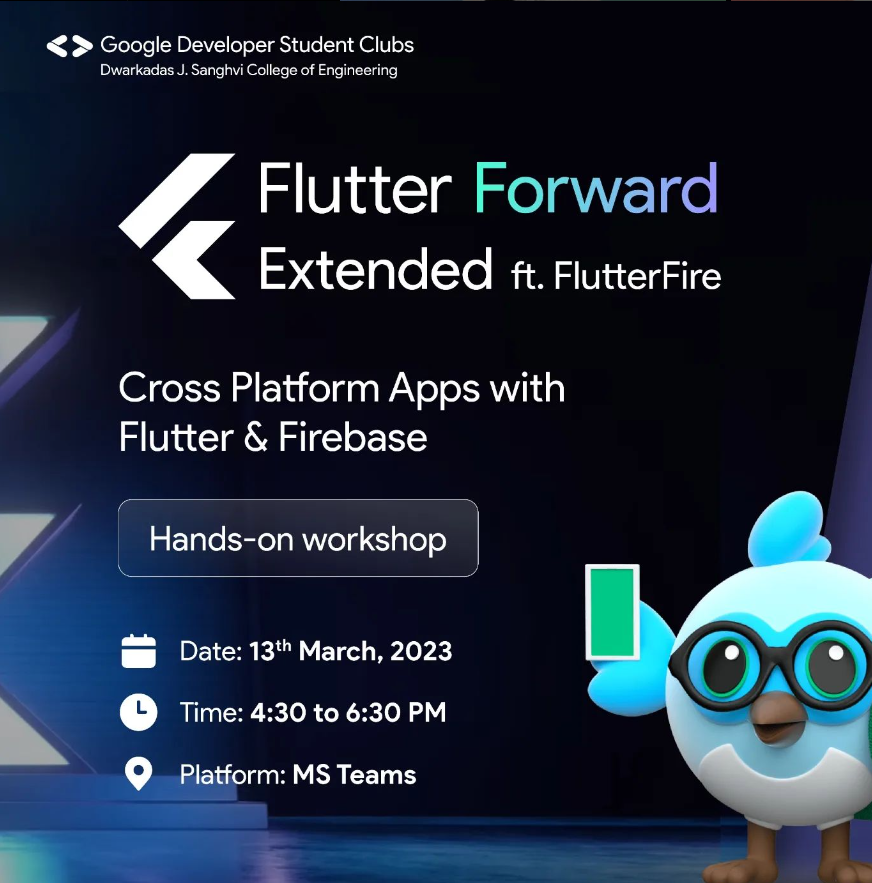 Google Developer Student Clubs
Dwarkadas J. Sanghvi College of Engineering
Flutter Forward
Extended ft. FlutterFire
Cross Platform Apps with
Flutter & Firebase
Hands-on workshop
Date: 13th March, 2023
Time: 4:30 to 6:30 PM
Platform: MS Teams